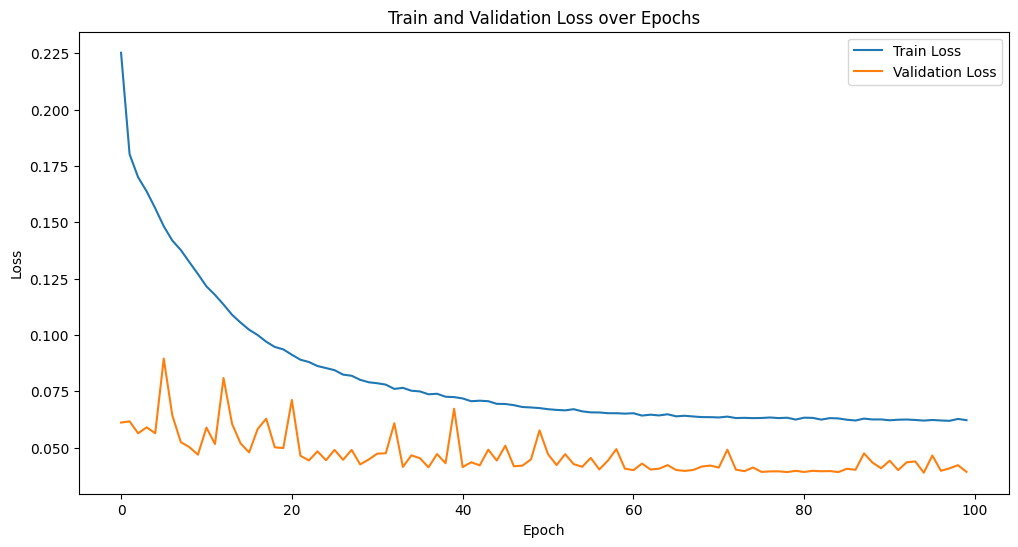 Train and Validation Loss over Epochs
Train Loss
Validation Loss
0.225
0.200
0.175
0.150
0.125
0.100
0.075
0.050
Loss
0 20 40 60 80 100
Epoch